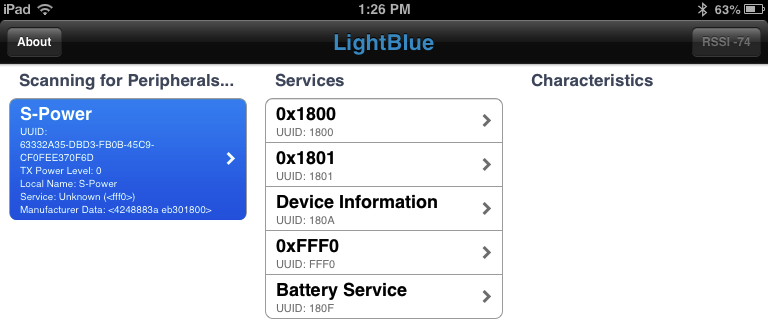 iPad 1:26 PM 63%
About LightBlue RSSI -74
Scanning for Peripherals... Services Characteristics
S-Power
UUID:
63332A35-DBD3-FB0B-45C9-
CF0FEE370F6D
TX Power Level: 0
Local Name: S-Power
Service: Unknown (<fff0>)
Manufacturer Data: <4248883a eb301800>
0x1800
UUID: 1800
0x1801
UUID: 1801
Device Information
UUID: 180A
0xFFF0
UUID: FFF0
Battery Service
UUID: 180F